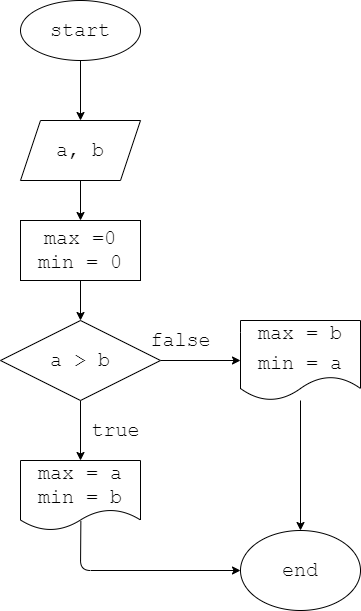 start
a, b
max =0
min = 0
a > b
false
max = b
min = a
true
max = a
min = b
end